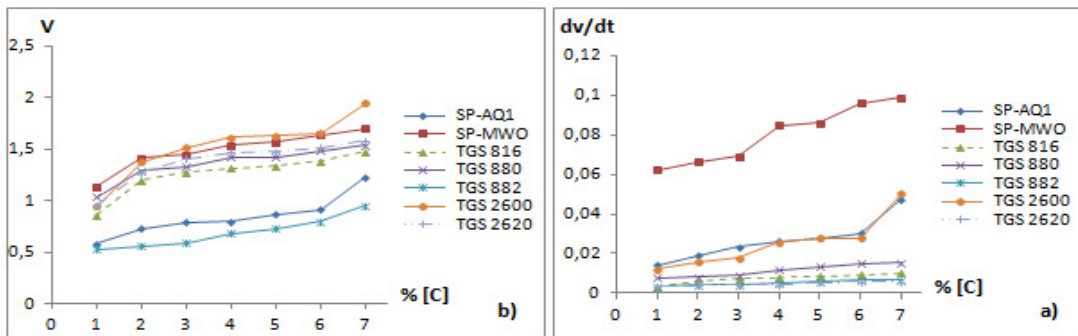 V
2,5
2
1,5
1
0,5
0
0 1 2 3 4 5 6 7
% [C]
b)
SP-AQ1
SP-MWO
TGS 816
TGS 880
TGS 882
TGS 2600
TGS 2620
dv/dt
0,12
0,1
0,08
0,06
0,04
0,02
0
0 1 2 3 4 5 6 7
% [C]
a)
SP-AQ1
SP-MWO
TGS 816
TGS 880
TGS 882
TGS 2600
TGS 2620